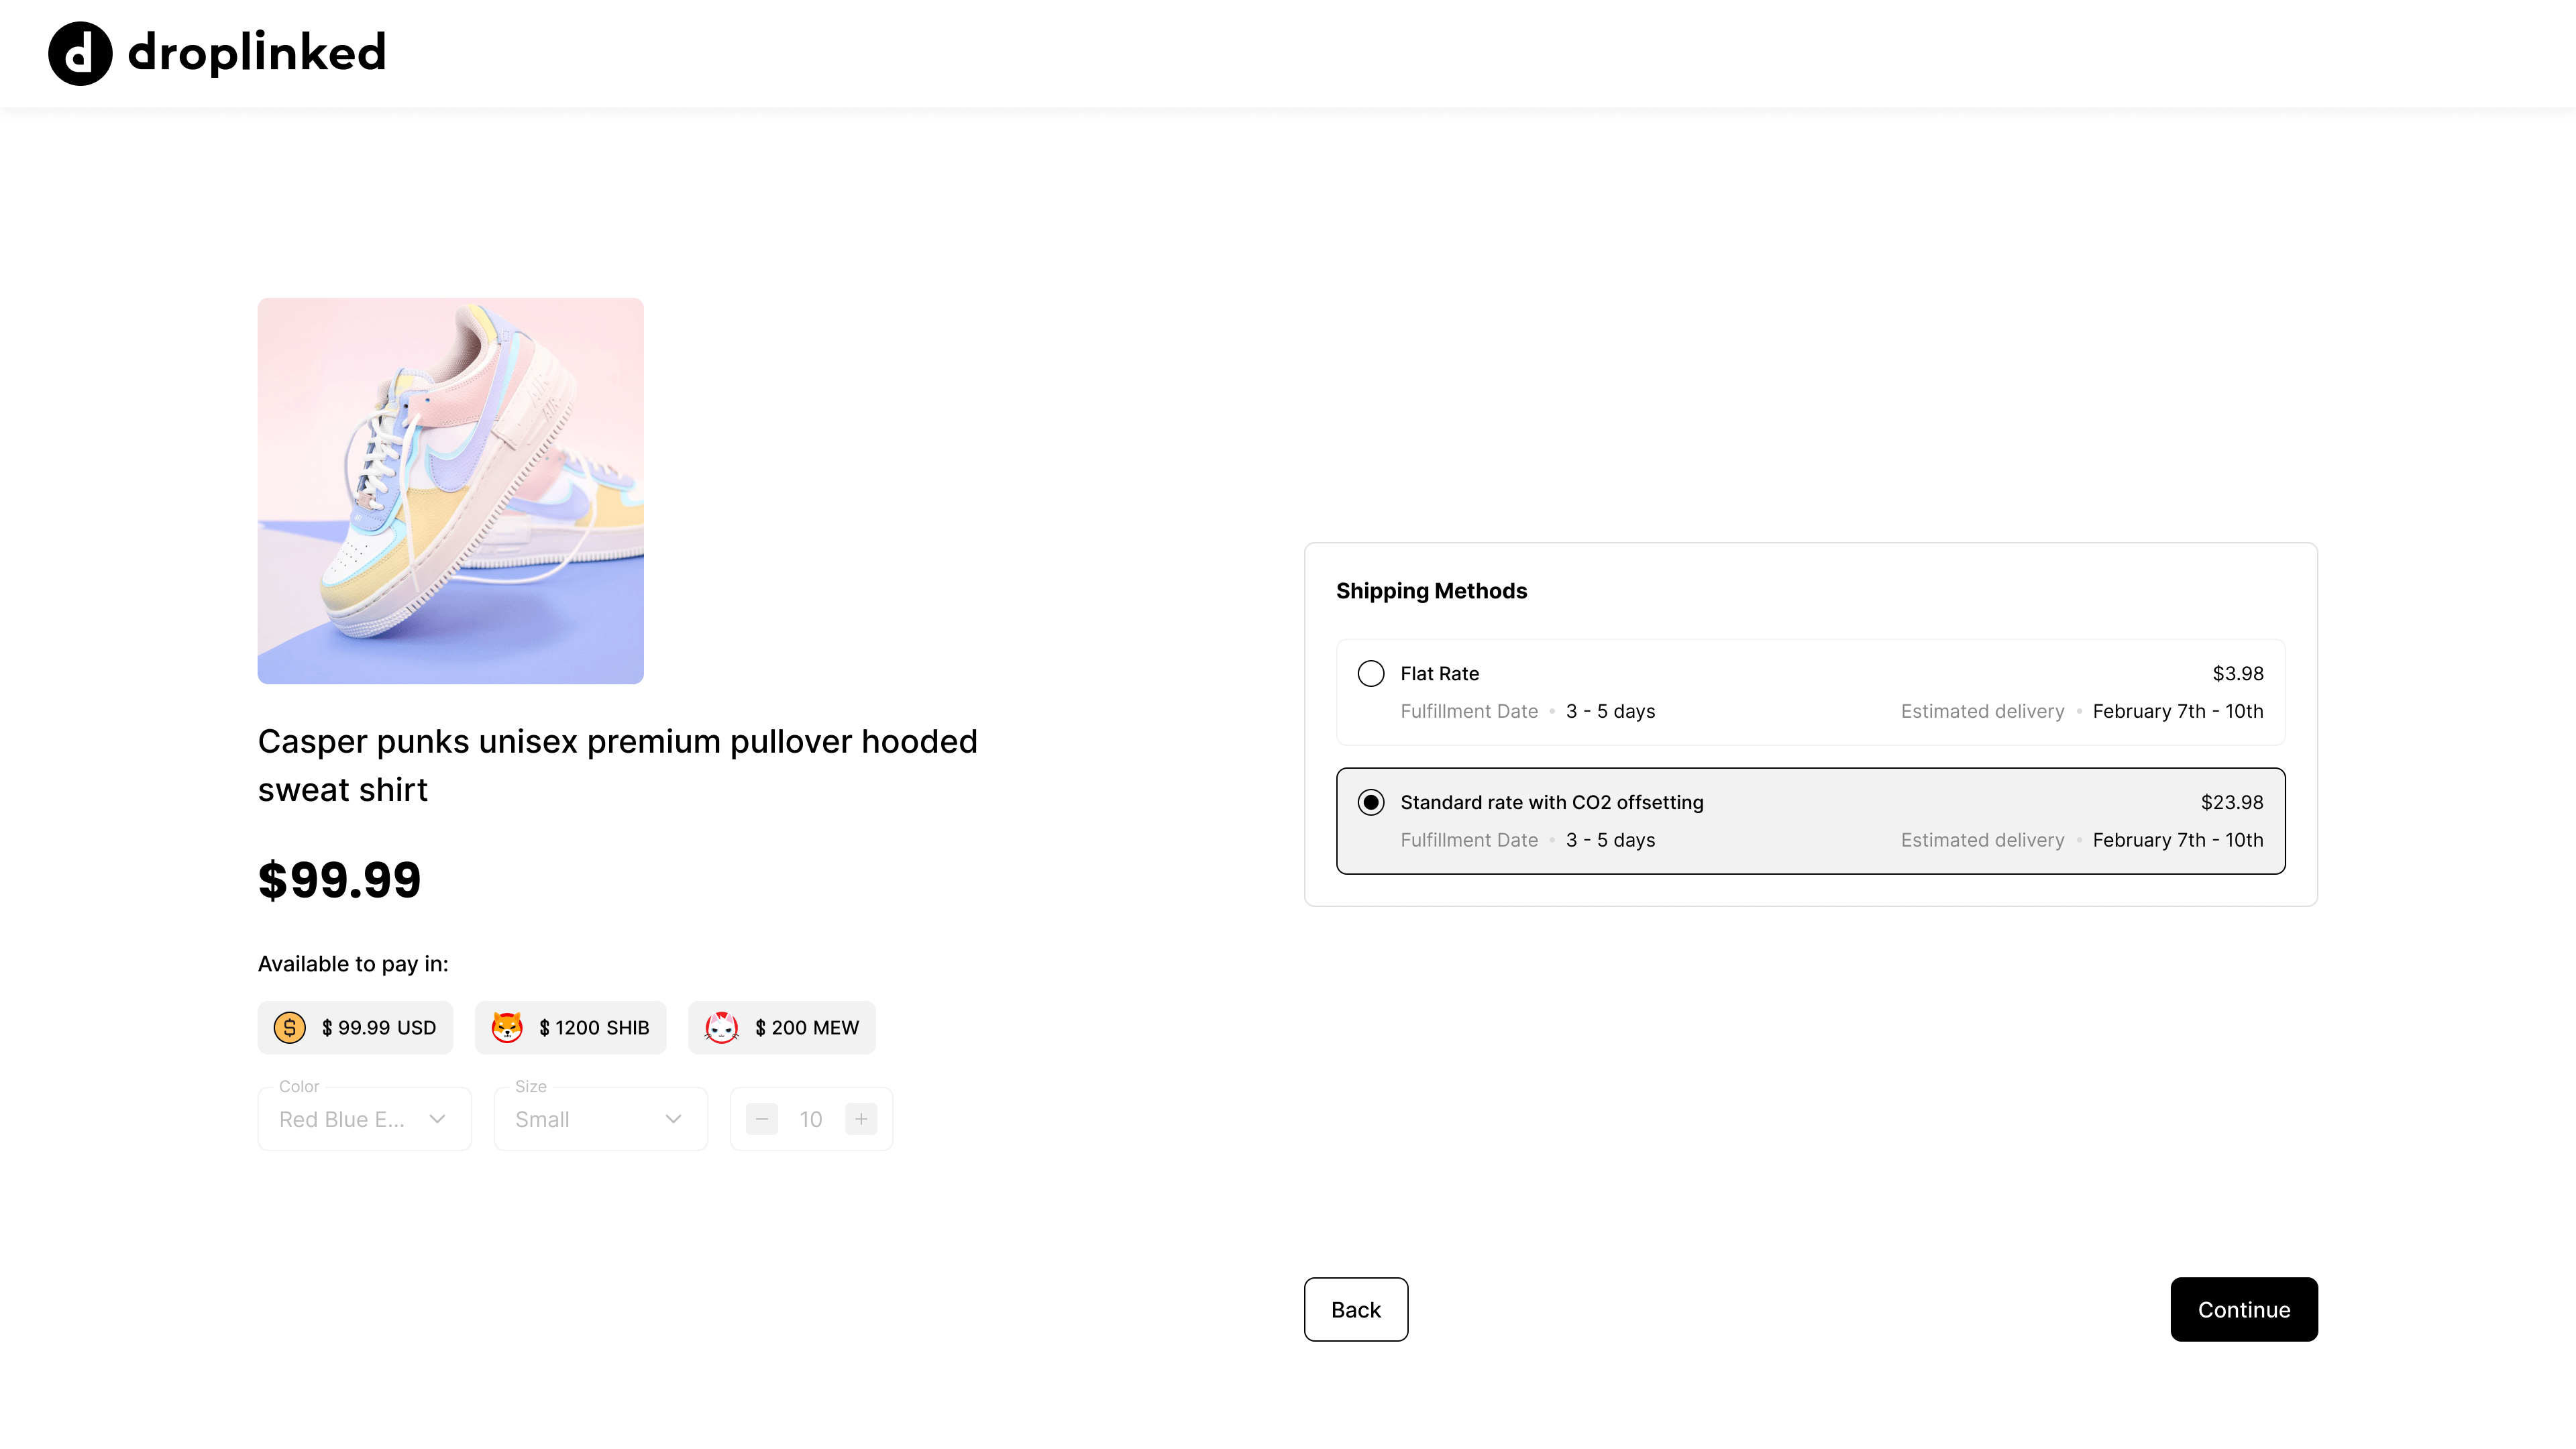 droplinked
Casper punks unisex premium pullover hooded
sweat shirt
$99.99
Available to pay in:
$ 99.99 USD
$ 1200 SHIB
$ 200 MEW
Color
Red Blue E...
Size
Small
10
Shipping Methods
Flat Rate
$3.98
Fulfillment Date • 3 - 5 days
Estimated delivery • February 7th - 10th
Standard rate with CO2 offsetting
$23.98
Fulfillment Date • 3 - 5 days
Estimated delivery • February 7th - 10th
Back
Continue